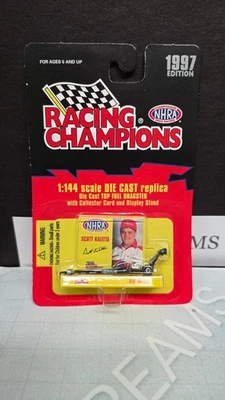 FOR AGES 5 AND UP
1997
EDITION
NHRA
RACING
CHAMPIONS
1:144 scale DIE CAST replica
Die Cast TOP FUEL DRAGSTER
with Collector Card and Display Stand
NHRA
SCOTT KALITTA
WARNING: